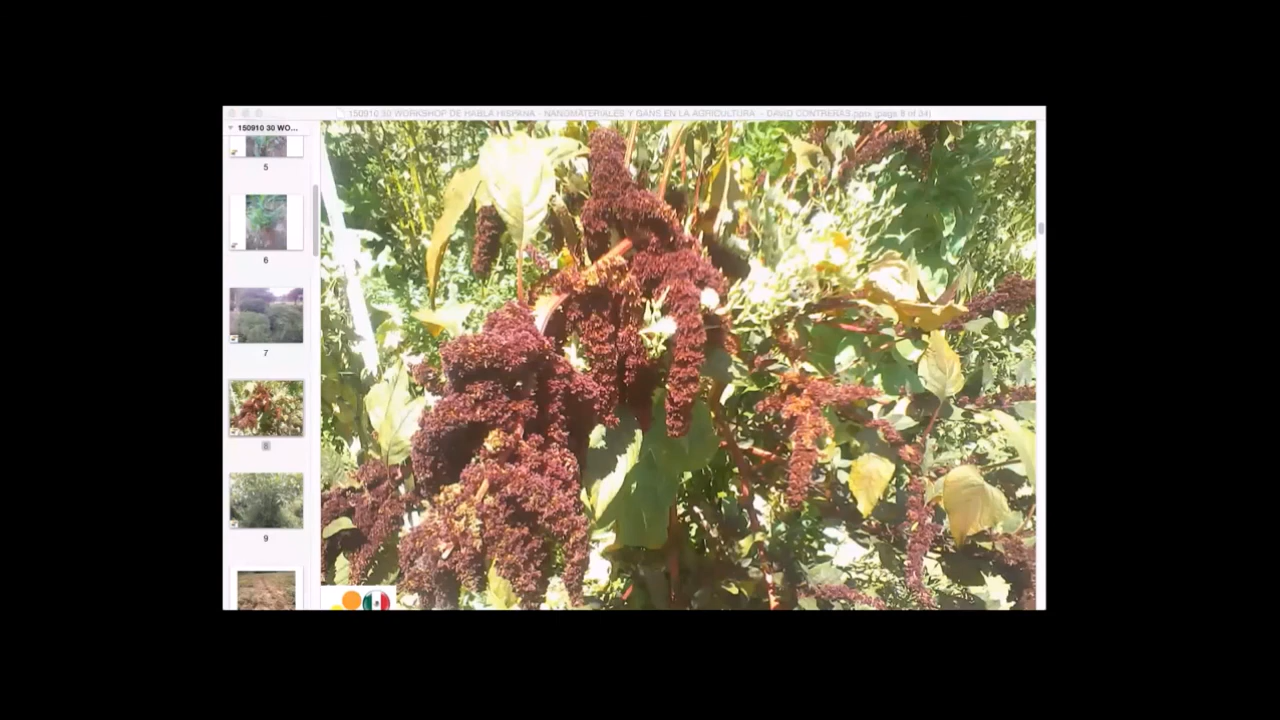 150910 30 WORKSHOP DE HABLA HISPANA - NANOMATERIALES Y GANS EN LA AGRICULTURA - DAVID CONTRERAS.pptx (page 8 of 34)
150910 30 WO...
5
6
7
8
9